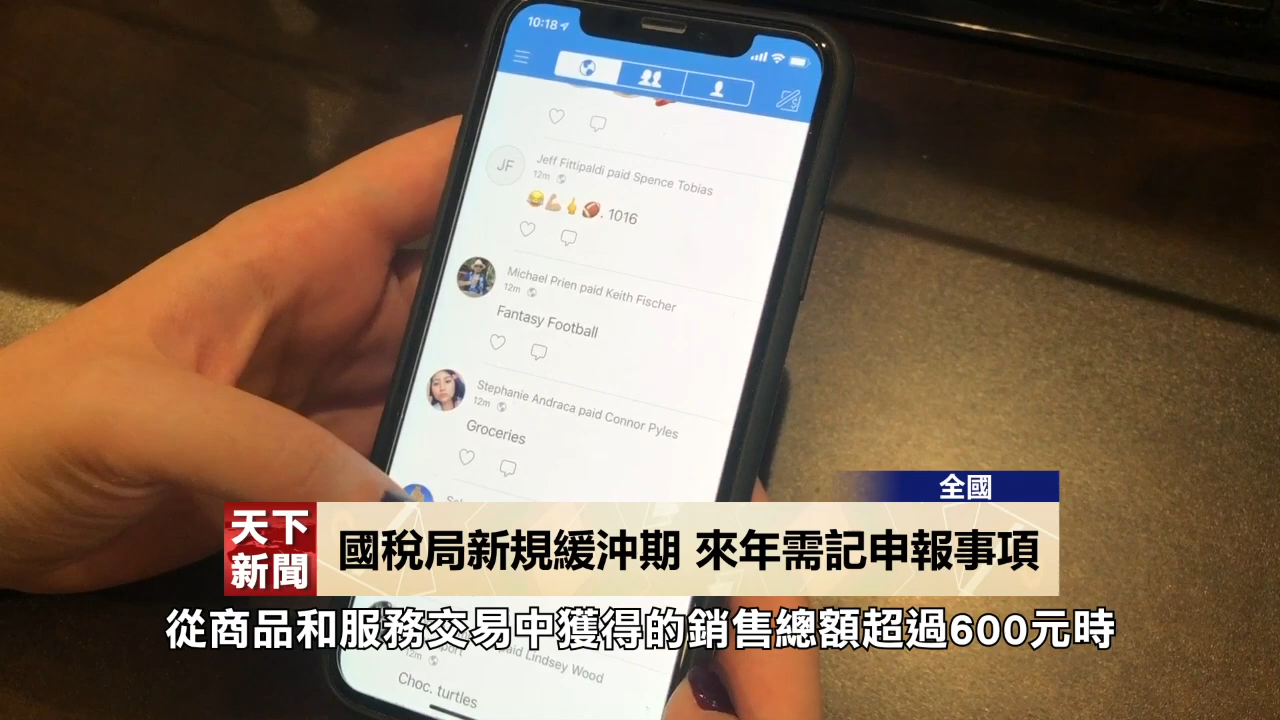 10:18
JF
Jeff Fittipaldi paid Spence Tobias
12m
😂💪🖕🏈. 1016
Michael Prien paid Keith Fischer
12m
Fantasy Football
Stephanie Andraca paid Connor Pyles
12m
Groceries
全國
天下
新聞
國稅局新規緩沖期 來年需記申報事項
從商品和服務交易中獲得的銷售總額超過600元時
paid Lindsey Wood
12m
Choc. turtles